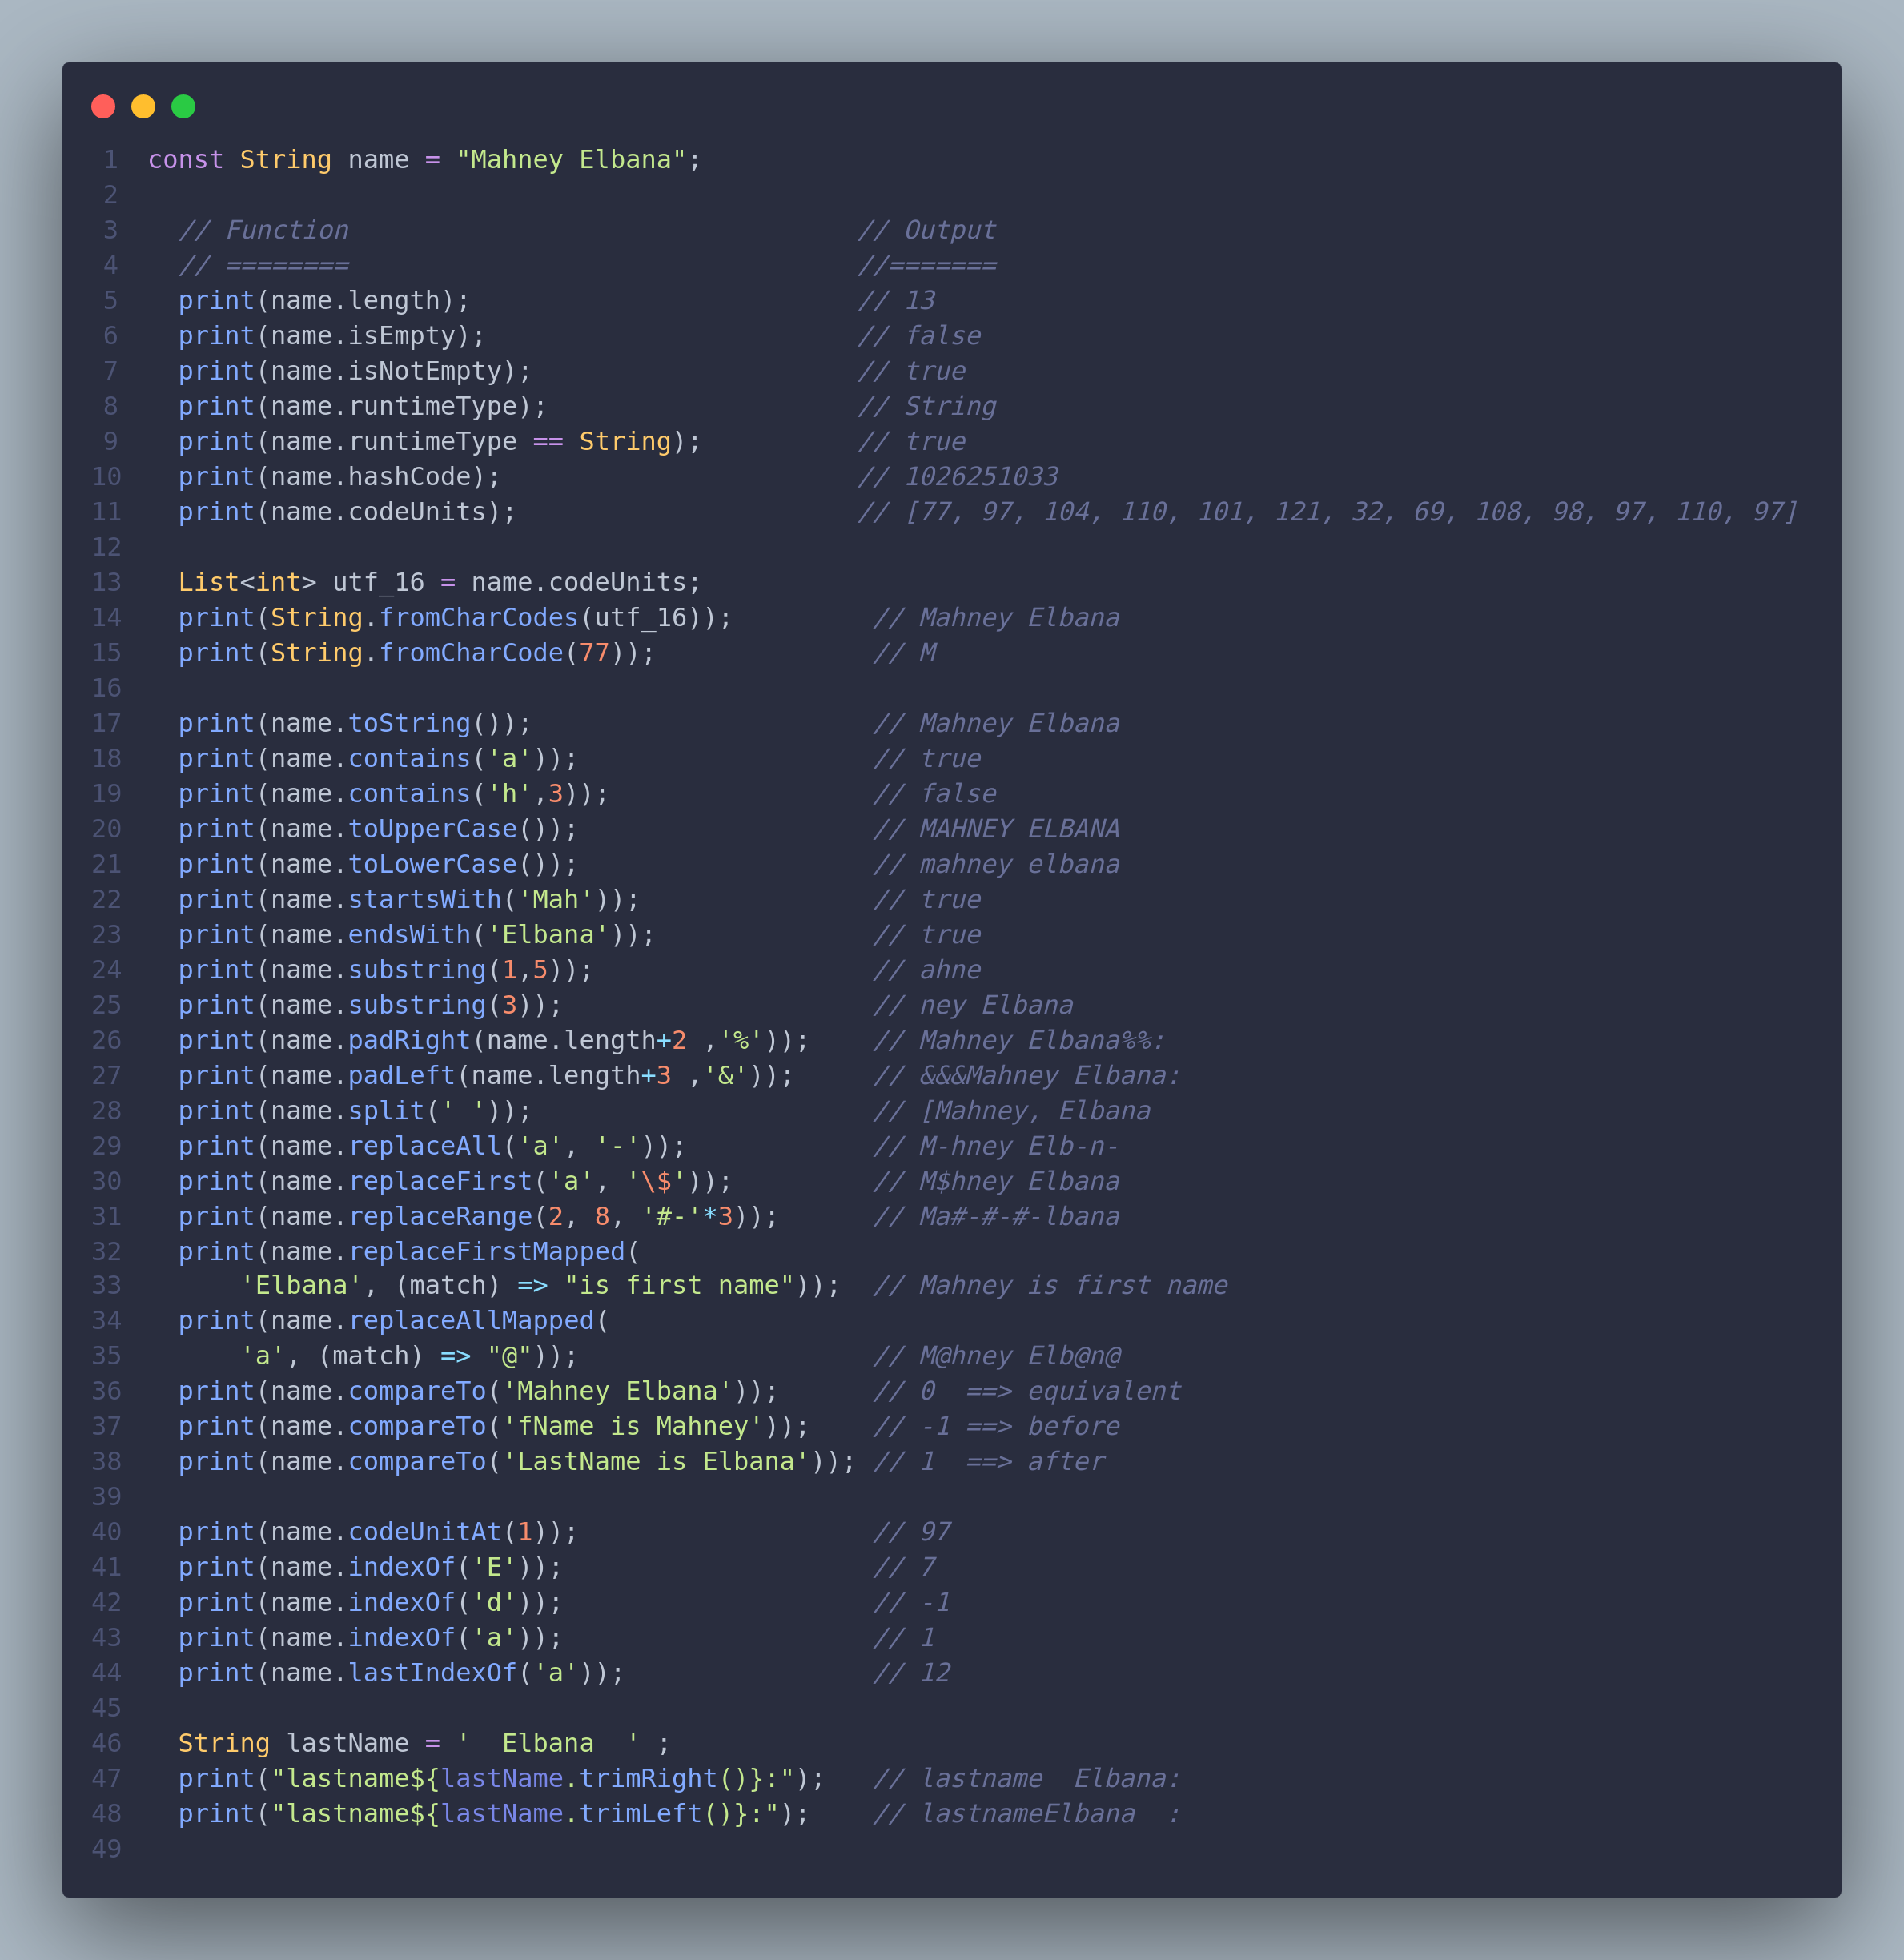 1 const String name = "Mahney Elbana";
2
3   // Function                                 // Output
4   // ========                                 //=======
5   print(name.length);                         // 13
6   print(name.isEmpty);                        // false
7   print(name.isNotEmpty);                     // true
8   print(name.runtimeType);                    // String
9   print(name.runtimeType == String);          // true
10   print(name.hashCode);                       // 1026251033
11   print(name.codeUnits);                      // [77, 97, 104, 110, 101, 121, 32, 69, 108, 98, 97, 110, 97]
12
13   List<int> utf_16 = name.codeUnits;
14   print(String.fromCharCodes(utf_16));         // Mahney Elbana
15   print(String.fromCharCode(77));              // M
16
17   print(name.toString());                      // Mahney Elbana
18   print(name.contains('a'));                   // true
19   print(name.contains('h',3));                 // false
20   print(name.toUpperCase());                   // MAHNEY ELBANA
21   print(name.toLowerCase());                   // mahney elbana
22   print(name.startsWith('Mah'));               // true
23   print(name.endsWith('Elbana'));              // true
24   print(name.substring(1,5));                  // ahne
25   print(name.substring(3));                    // ney Elbana
26   print(name.padRight(name.length+2 ,'%'));    // Mahney Elbana%%:
27   print(name.padLeft(name.length+3 ,'&'));     // &&&Mahney Elbana:
28   print(name.split(' '));                      // [Mahney, Elbana
29   print(name.replaceAll('a', '-'));            // M-hney Elb-n-
30   print(name.replaceFirst('a', '\$'));         // M$hney Elbana
31   print(name.replaceRange(2, 8, '#-'*3));      // Ma#-#-#-lbana
32   print(name.replaceFirstMapped(
33       'Elbana', (match) => "is first name"));  // Mahney is first name
34   print(name.replaceAllMapped(
35       'a', (match) => "@"));                   // M@hney Elb@n@
36   print(name.compareTo('Mahney Elbana'));      // 0  ==> equivalent
37   print(name.compareTo('fName is Mahney'));    // -1 ==> before
38   print(name.compareTo('LastName is Elbana')); // 1  ==> after
39
40   print(name.codeUnitAt(1));                   // 97
41   print(name.indexOf('E'));                    // 7
42   print(name.indexOf('d'));                    // -1
43   print(name.indexOf('a'));                    // 1
44   print(name.lastIndexOf('a'));                // 12
45
46   String lastName = '  Elbana  ' ;
47   print("lastname${lastName.trimRight()}:");   // lastname  Elbana:
48   print("lastname${lastName.trimLeft()}:");    // lastnameElbana  :
49